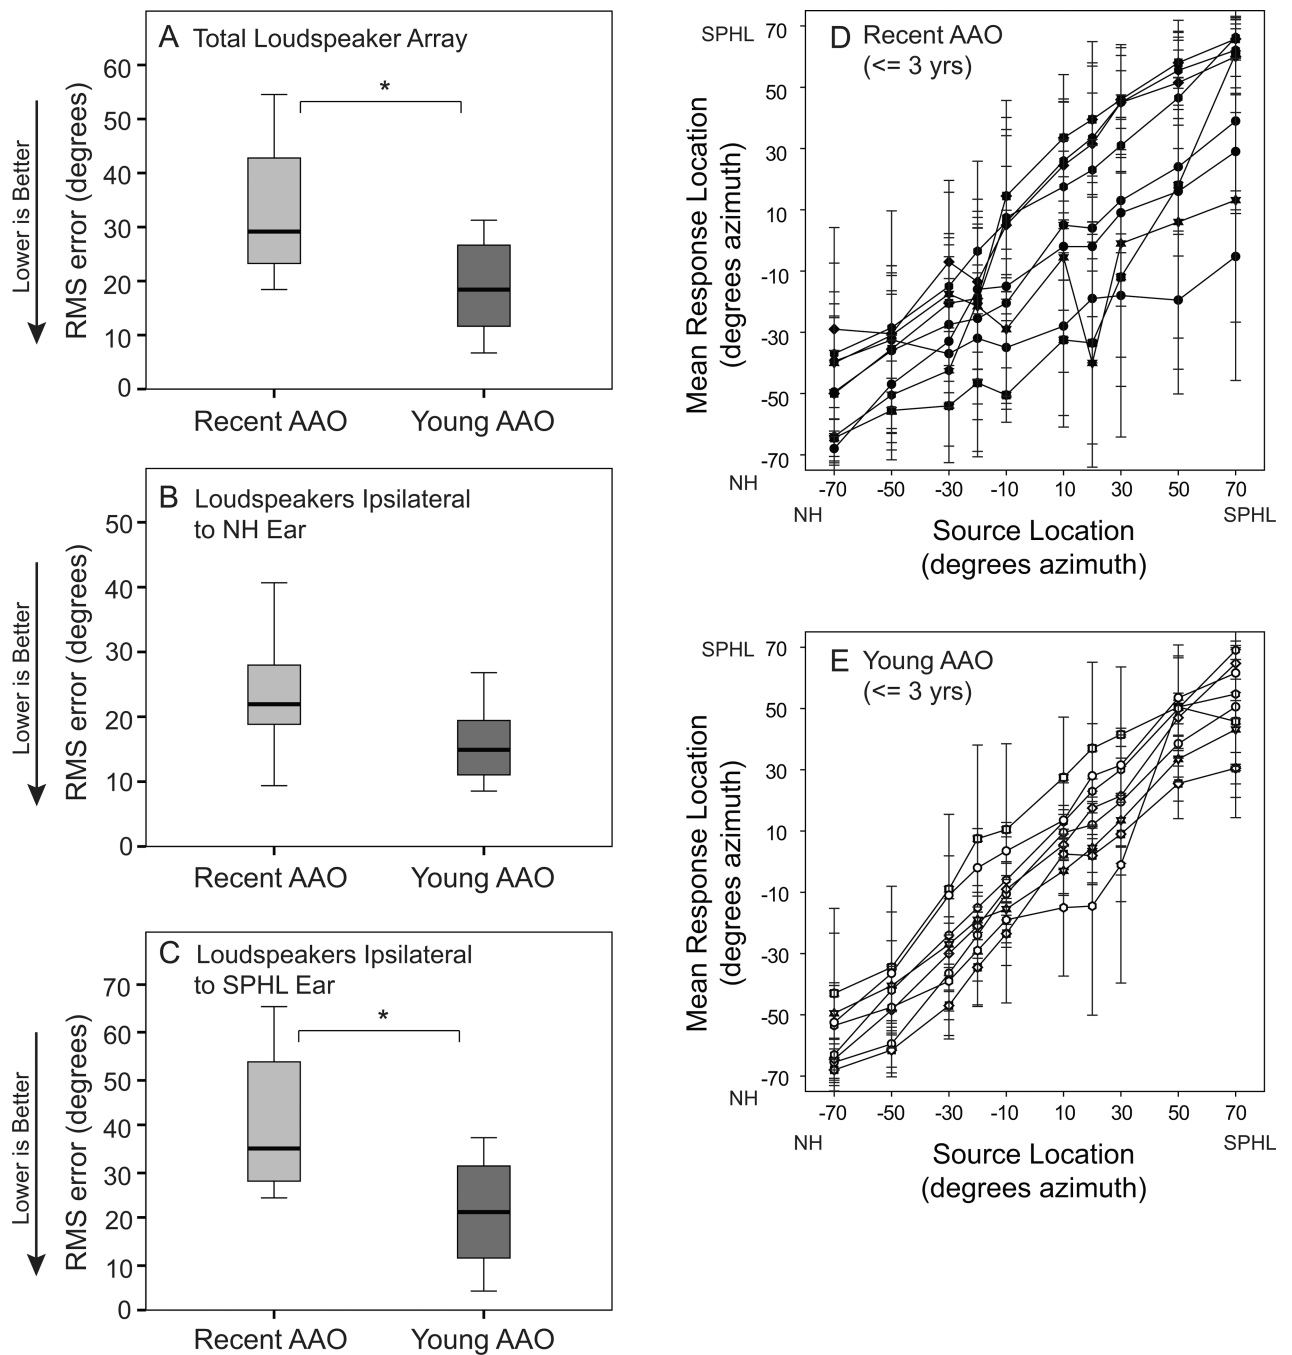 A Total Loudspeaker Array
60
50
40
30
20
10
0
*
RMS error (degrees)
Lower is Better
Recent AAO
Young AAO
B Loudspeakers Ipsilateral
to NH Ear
50
40
30
20
10
0
RMS error (degrees)
Lower is Better
Recent AAO
Young AAO
C Loudspeakers Ipsilateral
to SPHL Ear
70
60
50
40
30
20
10
0
*
RMS error (degrees)
Lower is Better
Recent AAO
Young AAO
D Recent AAO
(<= 3 yrs)
SPHL
70
50
30
10
-10
-30
-50
-70
NH
Mean Response Location
(degrees azimuth)
-70 -50 -30 -10 10 30 50 70
NH SPHL
Source Location
(degrees azimuth)
E Young AAO
(<= 3 yrs)
SPHL
70
50
30
10
-10
-30
-50
-70
NH
Mean Response Location
(degrees azimuth)
-70 -50 -30 -10 10 30 50 70
NH SPHL
Source Location
(degrees azimuth)